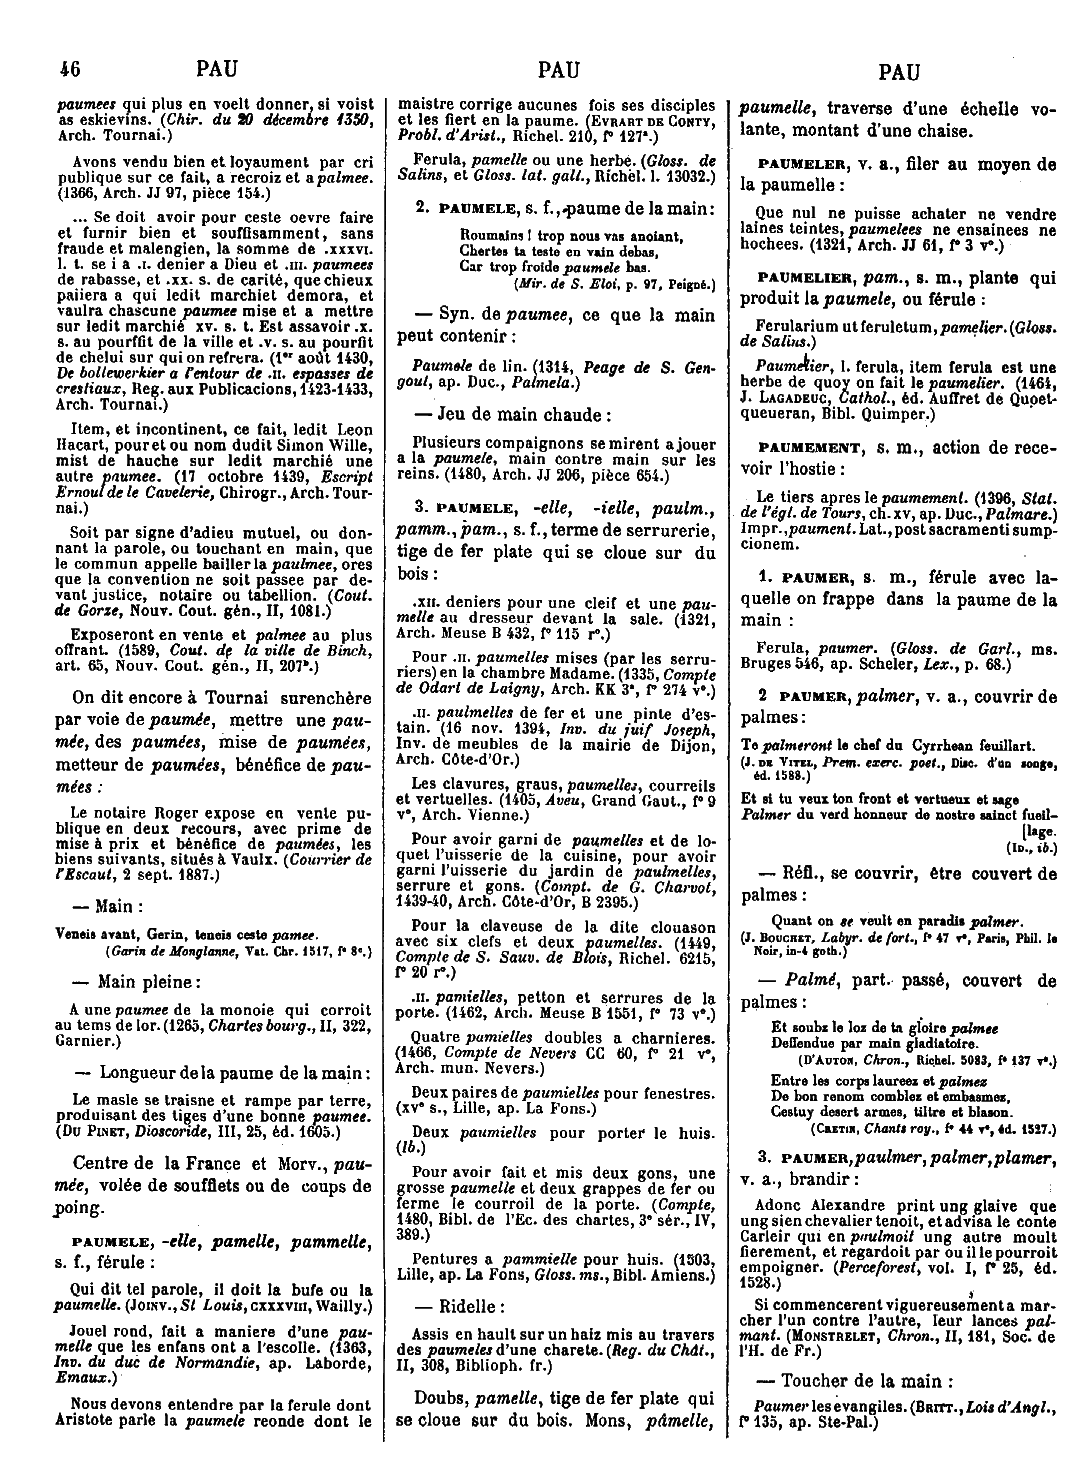 46 PAU PAU PAU
paumees qui plus en voelt donner, si voist
as eskievins. (Chir. du 20 décembre 1350,
Arch. Tournai.)
Avons vendu bien et loyaument par cri
publique sur ce fait, a recroiz et a palmee.
(1366, Arch. JJ 97, pièce 154.)
... Se doit avoir pour ceste oevre faire
et furnir bien et souffisamment, sans
fraude et malengien, la somme de .XXXVI.
l. t. se i a .I. denier a Dieu et .III. paumees
de rabasse, et .XX. s. de carité, que chieux
paiiera a qui ledit marchiet demora, et
vaulra chascune paumee mise et a mettre
sur ledit marchié XV. s. t. Est assavoir .X.
s. au pourffit de la ville et .V. s. au pourfit
de chelui sur qui on refrera. (1er août 1430,
De bollewerkier a l'entour de .II. espasses de
crestiaux, Reg. aux Publicacions, 1423-1433,
Arch. Tournai.)
Item, et incontinent, ce fait, ledit Leon
Hacart, pour et ou nom dudit Simon Wille,
mist de hauche sur ledit marchié une
autre paumee. (17 octobre 1439, Escript
Ernoul de le Cavelerie, Chirogr., Arch. Tour-
nai.)
Soit par signe d'adieu mutuel, ou don-
nant la parole, ou touchant en main, que
le commun appelle bailler la paulmee, ores
que la convention ne soit passee par de-
vant justice, notaire ou tabellion. (Cout.
de Gorze, Nouv. Cout. gén., II, 1081.)
Exposeront en vente et palmee au plus
offrant. (1589, Cout. de la ville de Binch,
art. 65, Nouv. Cout. gén., II, 207b.)
On dit encore à Tournai surenchère
par voie de paumée, mettre une pau-
mée, des paumées, mise de paumées,
metteur de paumées, bénéfice de pau-
mées :
Le notaire Roger expose en vente pu-
blique en deux recours, avec prime de
mise à prix et bénéfice de paumées, les
biens suivants, situés à Vaulx. (Courrier de
l'Escaut, 2 sept. 1887.)
— Main :
Veneis avant, Gerin, teneis ceste pamee.
(Garin de Monglanne, Vat. Chr. 1517, f° 8c.)
— Main pleine :
A une paumee de la monoie qui corroit
au tems de lor. (1265, Chartes bourg., II, 322,
Garnier.)
— Longueur de la paume de la main :
Le masle se traisne et rampe par terre,
produisant des tiges d'une bonne paumee.
(DU PINET, Dioscoride, III, 25, éd. 1605.)
Centre de la France et Morv., pau-
mée, volée de soufflets ou de coups de
poing.
PAUMELE, -elle, pamelle, pammelle,
s. f., férule :
Qui dit tel parole, il doit la bufe ou la
paumelle. (JOINV., St Louis, CXXXVIII, Wailly.)
Jouel rond, fait a maniere d'une pau-
melle que les enfans ont a l'escolle. (1363,
Inv. du duc de Normandie, ap. Laborde,
Emaux.)
Nous devons entendre par la ferule dont
Aristote parle la paumele reonde dont le
maistre corrige aucunes fois ses disciples
et les fiert en la paume. (EVRART DE CONTY,
Probl. d'Arist., Richel. 210, f° 127a.)
Ferula, pamelle ou une herbe. (Gloss. de
Salins, et Gloss. lat. gall., Richel. l. 13032.)
2. PAUMELE, s. f., paume de la main :
Roumains ! trop nous vas anoiant,
Chertes ta teste en vain debas,
Car trop froide paumele bas.
(Mir. de S. Eloi, p. 97, Peigné.)
— Syn. de paumee, ce que la main
peut contenir :
Paumele de lin. (1314, Peage de S. Gen-
goul, ap. Duc., Palmela.)
— Jeu de main chaude :
Plusieurs compaignons se mirent a jouer
a la paumele, main contre main sur les
reins. (1480, Arch. JJ 206, pièce 654.)
3. PAUMELE, -elle, -ielle, paulm.,
pamm., pam., s. f., terme de serrurerie,
tige de fer plate qui se cloue sur du
bois :
.XII. deniers pour une cleif et une pau-
melle au dresseur devant la sale. (1321,
Arch. Meuse B 432, f° 115 r°.)
Pour .II. paumelles mises (par les serru-
riers) en la chambre Madame. (1335, Compte
de Odart de Laigny, Arch. KK 3a, f° 274 v°.)
.II. paulmelles de fer et une pinte d'es-
tain. (16 nov. 1394, Inv. du juif Joseph,
Inv. de meubles de la mairie de Dijon,
Arch. Côte-d'Or.)
Les clavures, graus, paumelles, courreils
et vertuelles. (1405, Aveu, Grand Gaut., f° 9
v°, Arch. Vienne.)
Pour avoir garni de paumelles et de lo-
quet l'uisserie de la cuisine, pour avoir
garni l'uisserie du jardin de paulmelles,
serrure et gons. (Compt. de G. Charvot,
1439-40, Arch. Côte-d'Or, B 2395.)
Pour la claveuse de la dite clouason
avec six clefs et deux paumelles. (1449,
Compte de S. Sauv. de Blois, Richel. 6215,
f° 20 r°.)
.II. pamielles, petton et serrures de la
porte. (1462, Arch. Meuse B 1551, f° 73 v°.)
Quatre pamielles doubles a charnieres.
(1466, Compte de Nevers CC 60, f° 21 v°,
Arch. mun. Nevers.)
Deux paires de paumielles pour fenestres.
(XVe s., Lille, ap. La Fons.)
Deux paumielles pour porter le huis.
(Ib.)
Pour avoir fait et mis deux gons, une
grosse paumelle et deux grappes de fer ou
ferme le courroil de la porte. (Compte,
1480, Bibl. de l'Ec. des chartes, 3e sér., IV,
389.)
Pentures a pammielle pour huis. (1503,
Lille, ap. La Fons, Gloss. ms., Bibl. Amiens.)
— Ridelle :
Assis en hault sur un haiz mis au travers
des paumeles d'une charete. (Reg. du Chât.,
II, 308, Biblioph. fr.)
Doubs, pamelle, tige de fer plate qui
se cloue sur du bois. Mons, pâmelle,
paumelle, traverse d'une échelle vo-
lante, montant d'une chaise.
PAUMELER, v. a., filer au moyen de
la paumelle :
Que nul ne puisse achater ne vendre
laines teintes, paumelees ne ensainees ne
hochees. (1321, Arch. JJ 61, f° 3 v°.)
PAUMELIER, pam., s. m., plante qui
produit la paumele, ou férule :
Ferularium ut feruletum, pamelier. (Gloss.
de Salins.)
Paumelier, l. ferula, item ferula est une
herbe de quoy on fait le paumelier. (1464,
J. LAGADEUC, Cathol., éd. Auffret de Quoet-
queueran, Bibl. Quimper.)
PAUMEMENT, s. m., action de rece-
voir l'hostie :
Le tiers apres le paumement. (1396, Stat.
de l'égl. de Tours, ch. XV, ap. Duc., Palmare.)
Impr., paument. Lat., post sacramenti sump-
cionem.
1. PAUMER, s. m., férule avec la-
quelle on frappe dans la paume de la
main :
Ferula, paumer. (Gloss. de Garl., ms.
Bruges 546, ap. Scheler, Lex., p. 68.)
2 PAUMER, palmer, v. a., couvrir de
palmes :
Te palmeront le chef du Cyrrhean feuillart.
(J. DE VITEL, Prem. exerc. poet., Disc. d'un songe,
éd. 1588.)
Et si tu veux ton front et vertueux et sage
Palmer du verd honneur de nostre sainct fueil-
[lage.
(ID., ib.)
— Réfl., se couvrir, être couvert de
palmes :
Quant on se veult en paradis palmer.
(J. BOUCHET, Labyr. de fort., f° 47 v°, Paris, Phil. le
Noir, in-4 goth.)
— Palmé, part. passé, couvert de
palmes :
Et soubz le loz de ta gloire palmee
Deffendue par main gladiatoire.
(D'AUTON, Chron., Richel. 5083, f° 137 v°.)
Entre les corps laureez et palmez
De bon renom comblez et embasmez,
Cestuy desert armes, tiltre et blason.
(CRETIN, Chants roy., f° 44 v°, éd. 1527.)
3. PAUMER, paulmer, palmer, plamer,
v. a., brandir :
Adonc Alexandre print ung glaive que
ung sien chevalier tenoit, et advisa le conte
Carleir qui en paulmoit ung autre moult
fierement, et regardoit par ou il le pourroit
empoigner. (Perceforest, vol. I, f° 25, éd.
1528.)
Si commencerent viguereusement a mar-
cher l'un contre l'autre, leur lances pal-
mant. (MONSTRELET, Chron., II, 181, Soc. de
l'H. de Fr.)
— Toucher de la main :
Paumer les evangiles. (BRITT., Lois d'Angl.,
f° 135, ap. Ste-Pal.)